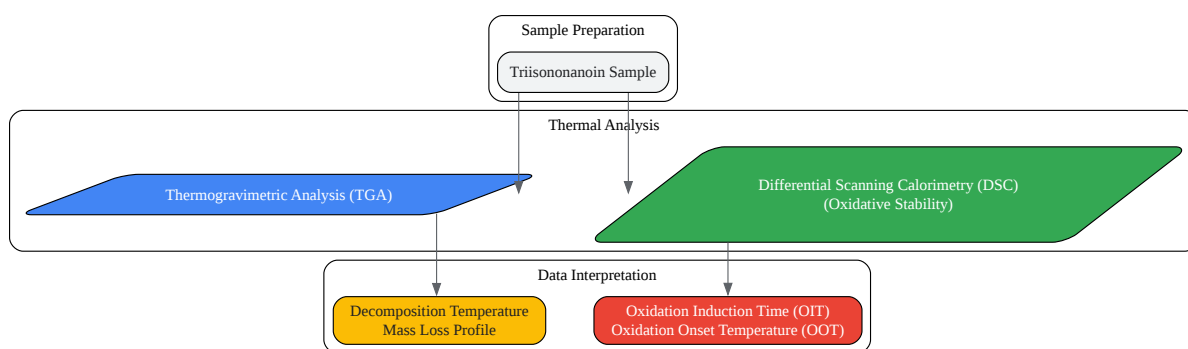 Sample Preparation
Triisononanoin Sample
Thermal Analysis
Thermogravimetric Analysis (TGA)
Differential Scanning Calorimetry (DSC)
(Oxidative Stability)
Data Interpretation
Decomposition Temperature
Mass Loss Profile
Oxidation Induction Time (OIT)
Oxidation Onset Temperature (OOT)